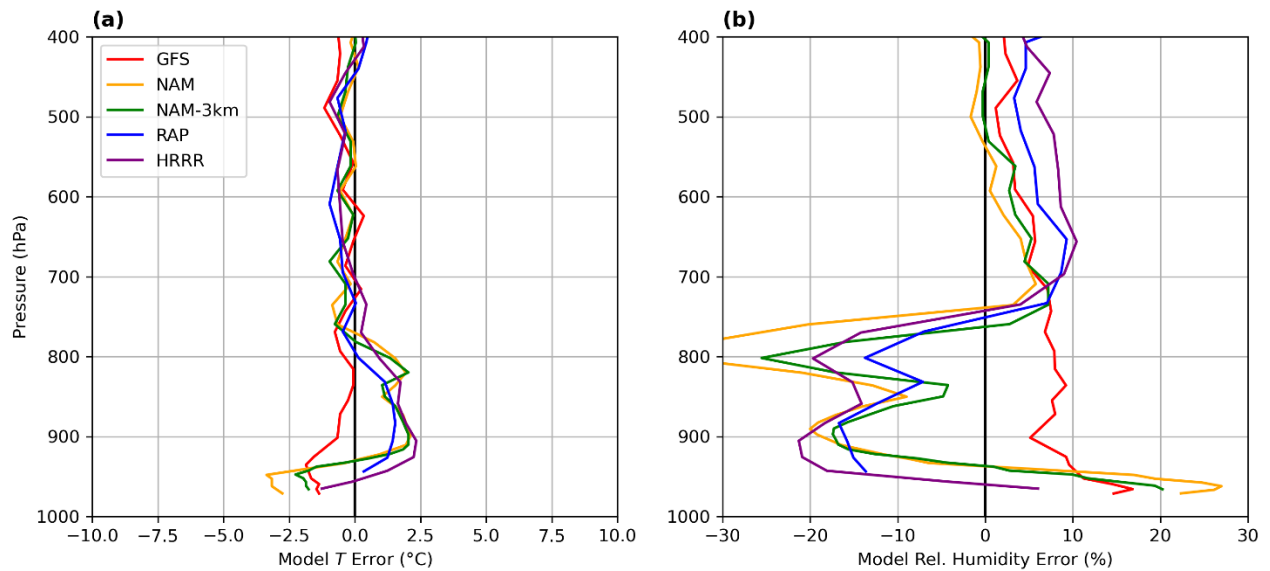 (a)
400
500
600
700
800
900
1000
Pressure (hPa)
GFS
NAM
NAM-3km
RAP
HRRR
−10.0 −7.5 −5.0 −2.5 0.0 2.5 5.0 7.5 10.0
Model T Error (°C)
(b)
400
500
600
700
800
900
1000
−30 −20 −10 0 10 20 30
Model Rel. Humidity Error (%)